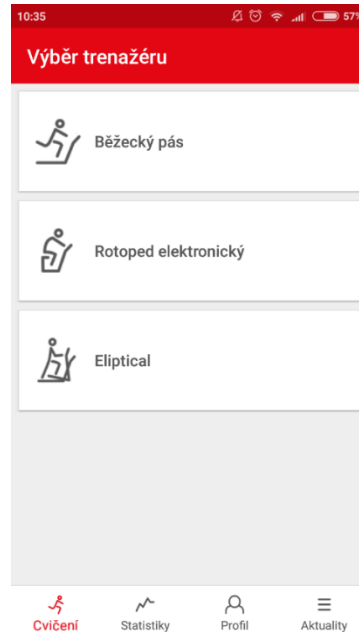 10:35
57%
Výběr trenažéru
Běžecký pás
Rotoped elektronický
Eliptical
Cvičení
Statistiky
Profil
Aktuality